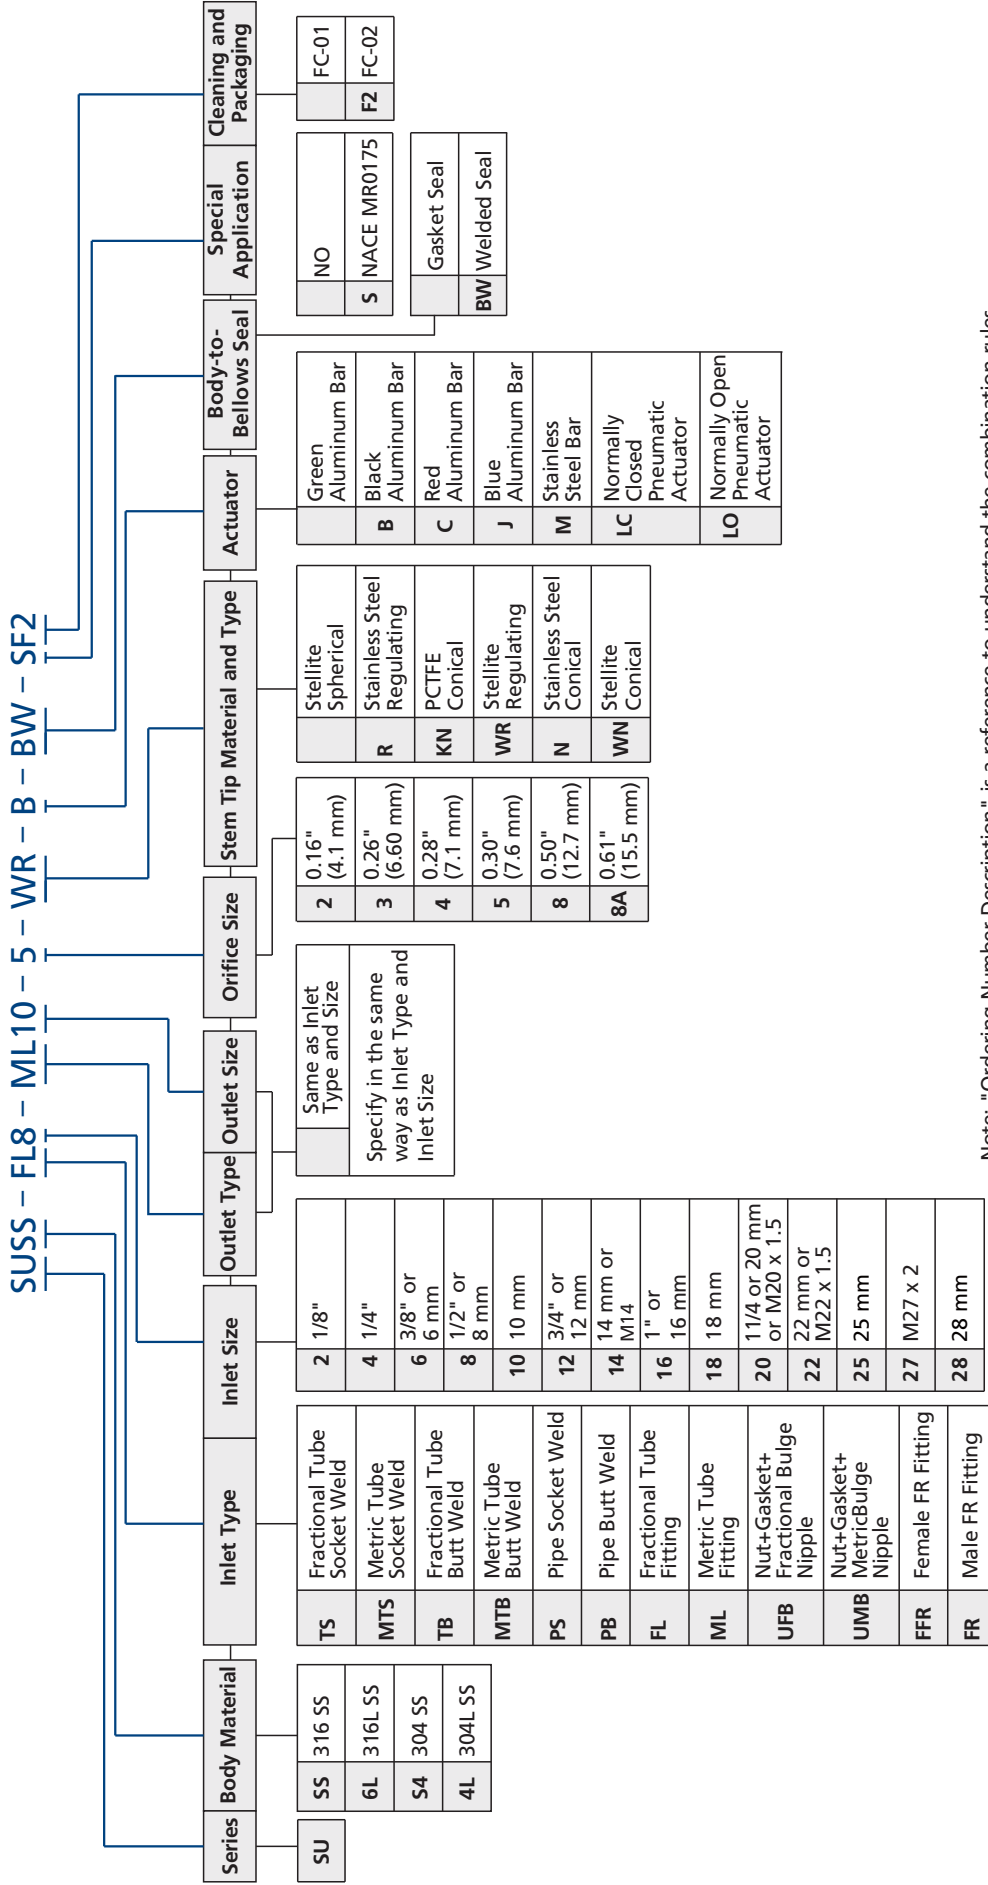 SUSS – FL8 – ML10 – 5 – WR – B – BW – SF2
Series
Body Material
Inlet Type
Inlet Size
Outlet Type
Outlet Size
Orifice Size
Stem Tip Material and Type
Actuator
Body-to-
Bellows Seal
Special
Application
Cleaning and
Packaging
SU
SS 316 SS
6L 316L SS
S4 304 SS
4L 304L SS
TS Fractional Tube
Socket Weld
MTS Metric Tube
Socket Weld
TB Fractional Tube
Butt Weld
MTB Metric Tube
Butt Weld
PS Pipe Socket Weld
PB Pipe Butt Weld
FL Fractional Tube
Fitting
ML Metric Tube
Fitting
UFB Nut+Gasket+
Fractional Bulge
Nipple
UMB Nut+Gasket+
MetricBulge
Nipple
FFR Female FR Fitting
FR Male FR Fitting
2 1/8"
4 1/4"
6 3/8" or
6 mm
8 1/2" or
8 mm
10 10 mm
12 3/4" or
12 mm
14 14 mm or
M14
16 1" or
16 mm
18 18 mm
20 11/4 or 20 mm
or M20 x 1.5
22 22 mm or
M22 x 1.5
25 25 mm
27 M27 x 2
28 28 mm
Same as Inlet
Type and Size
Specify in the same
way as Inlet Type and
Inlet Size
2 0.16"
(4.1 mm)
3 0.26"
(6.60 mm)
4 0.28"
(7.1 mm)
5 0.30"
(7.6 mm)
8 0.50"
(12.7 mm)
8A 0.61"
(15.5 mm)
Stellite
Spherical
R Stainless Steel
Regulating
KN PCTFE
Conical
WR Stellite
Regulating
N Stainless Steel
Conical
WN Stellite
Conical
Green
Aluminum Bar
B Black
Aluminum Bar
C Red
Aluminum Bar
J Blue
Aluminum Bar
M Stainless
Steel Bar
LC Normally
Closed
Pneumatic
Actuator
LO Normally Open
Pneumatic
Actuator
Gasket Seal
BW Welded Seal
NO
S NACE MR0175
FC-01
F2 FC-02
Note: "Ordering Number Description" is a reference to understand the combination rules